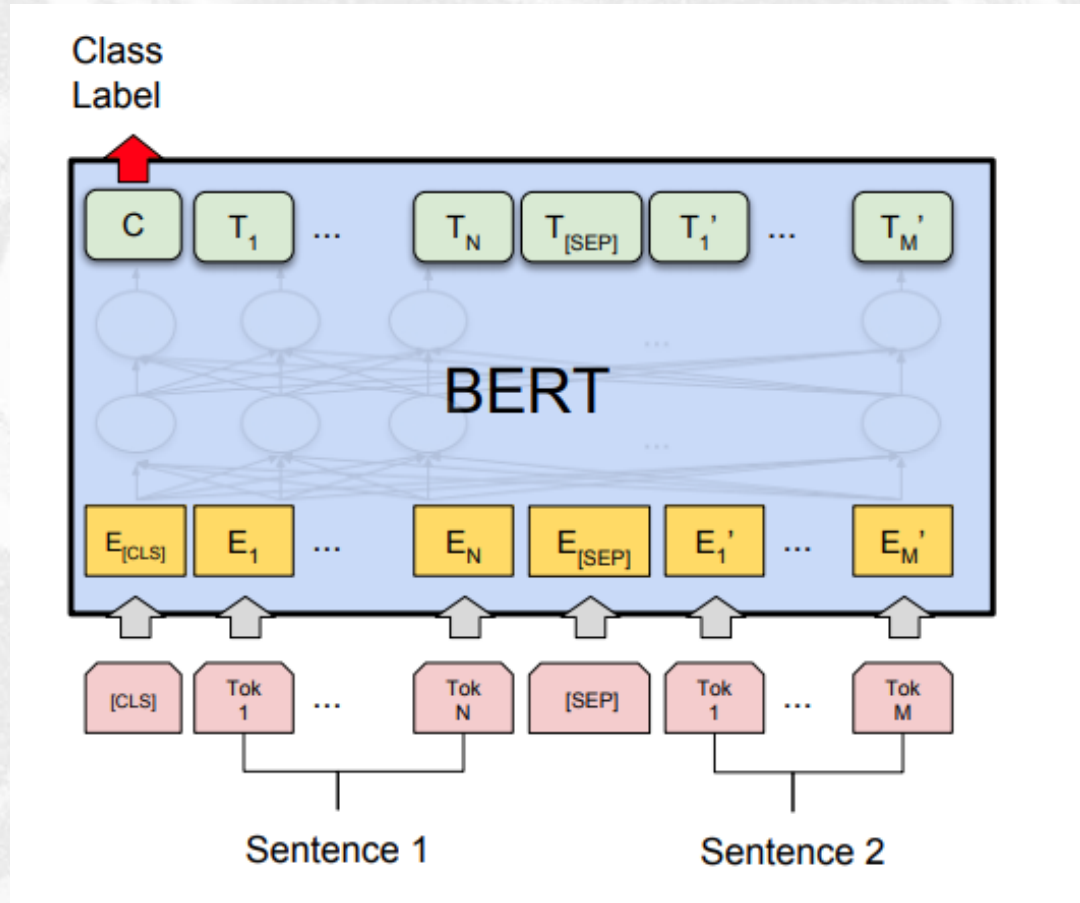 Class
Label
C T1 ... TN T[SEP] T1’ ... TM’
...
BERT
...
E[CLS] E1 ... EN E[SEP] E1’ ... EM’
[CLS] Tok 1 ... Tok N [SEP] Tok 1 ... Tok M
Sentence 1 Sentence 2